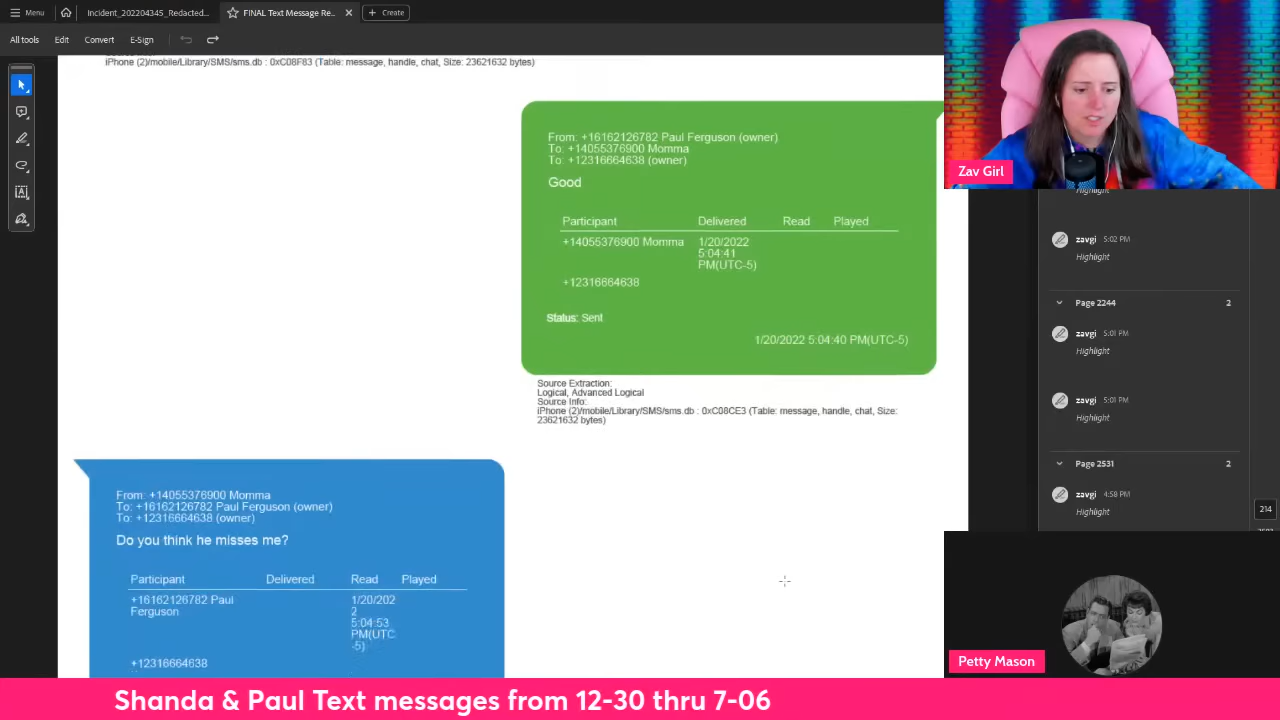 Menu
Incident_202204345_Redacted...
FINAL Text Message Re...
Create
All tools
Edit
Convert
E-Sign
iPhone (2)/mobile/Library/SMS/sms.db : 0xC08F83 (Table: message, handle, chat, Size: 23621632 bytes)
From: +16162126782 Paul Ferguson (owner)
To: +14055376900 Momma
To: +12316664638 (owner)
Good
Participant Delivered Read Played
+14055376900 Momma 1/20/2022
5:04:41
PM(UTC-5)
+12316664638
Status: Sent
1/20/2022 5:04:40 PM(UTC-5)
Source Extraction:
Logical, Advanced Logical
Source Info:
iPhone (2)/mobile/Library/SMS/sms.db : 0xC08CE3 (Table: message, handle, chat, Size:
23621632 bytes)
From: +14055376900 Momma
To: +16162126782 Paul Ferguson (owner)
To: +12316664638 (owner)
Do you think he misses me?
Participant Delivered Read Played
+16162126782 Paul 1/20/202
Ferguson 2
5:04:53
PM(UTC
-5)
+12316664638
Zav Girl
Highlight
zavgi 5:02 PM
Highlight
Page 2244 2
zavgi 5:01 PM
Highlight
zavgi 5:01 PM
Highlight
Page 2531 2
zavgi 4:58 PM
Highlight
214
Petty Mason
Shanda & Paul Text messages from 12-30 thru 7-06